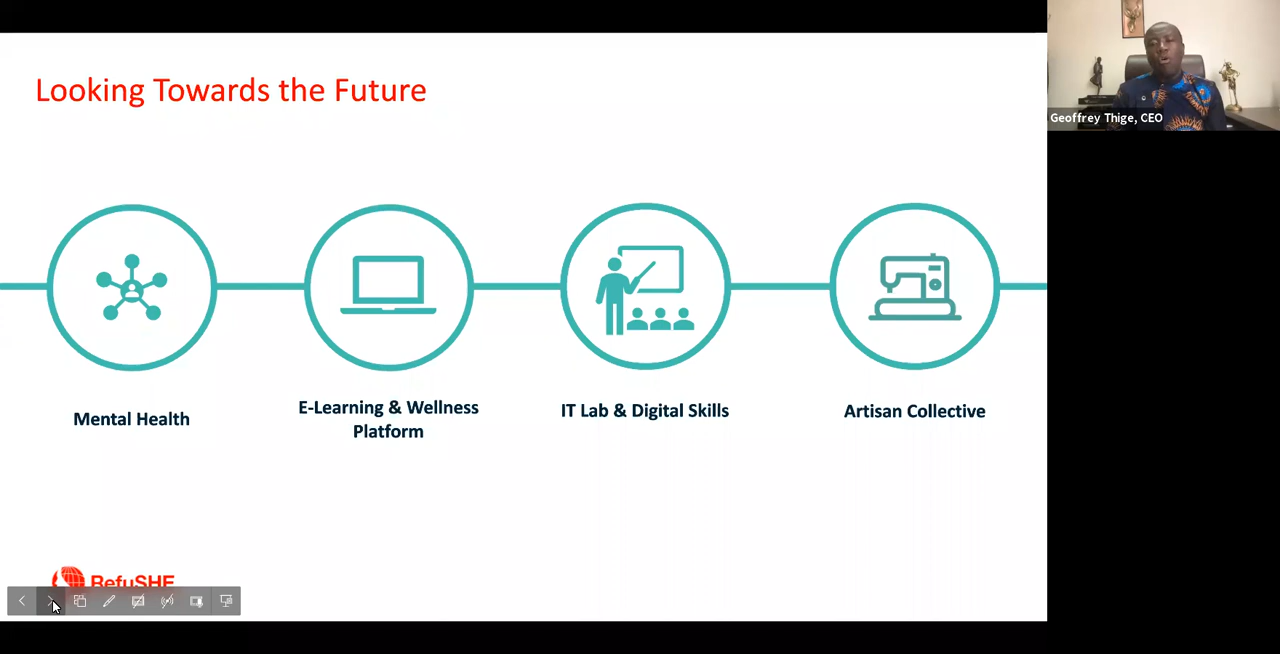 Looking Towards the Future
Geoffrey Thige, CEO
Mental Health
E-Learning & Wellness
Platform
IT Lab & Digital Skills
Artisan Collective
RefuSHE